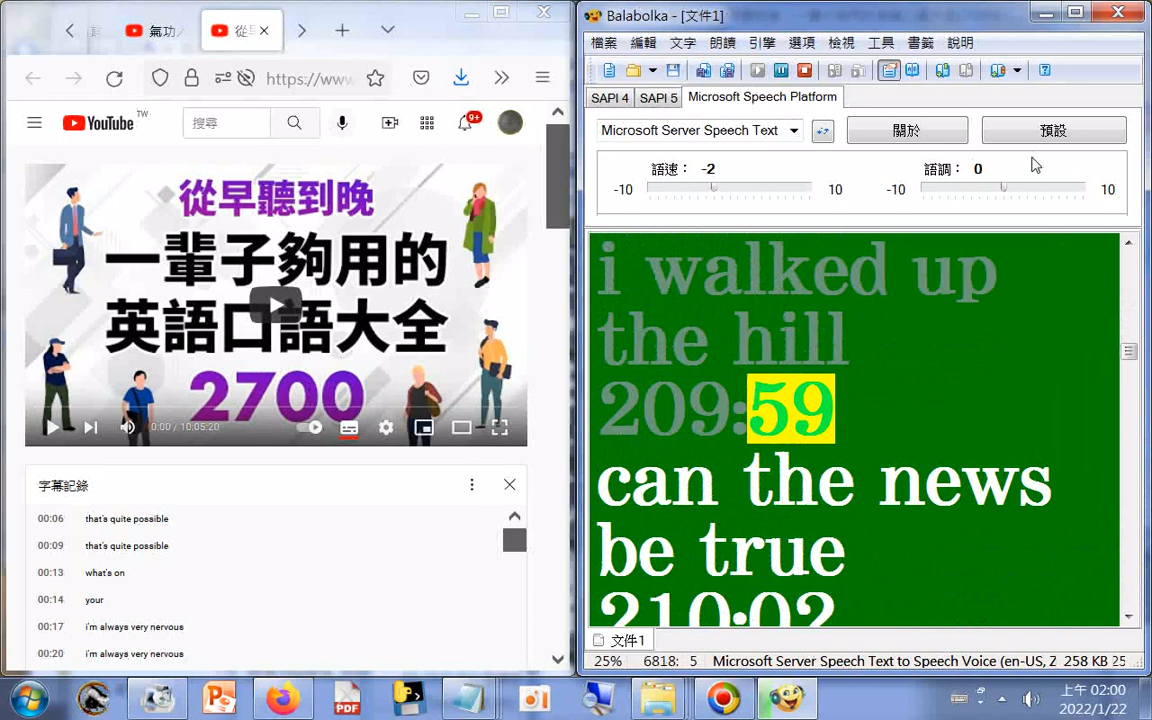 氣功
從
https://www
YouTube TW
搜尋
9+
從早聽到晚
一輩子夠用的
英語口語大全
2700
0:00 / 10:05:20
字幕記錄
00:06 that's quite possible
00:09 that's quite possible
00:13 what's on
00:14 your
00:17 i'm always very nervous
00:20 i'm always very nervous
Balabolka - [文件1]
檔案 編輯 文字 朗讀 引擎 選項 檢視 工具 書籤 說明
SAPI 4 SAPI 5 Microsoft Speech Platform
Microsoft Server Speech Text 關於 預設
語速： -2 語調： 0
-10 10 -10 10
i walked up
the hill
209:59
can the news
be true
210:02
文件1
25% 6818: 5 Microsoft Server Speech Text to Speech Voice (en-US, Z 258 KB 25
PDF
上午 02:00
2022/1/22